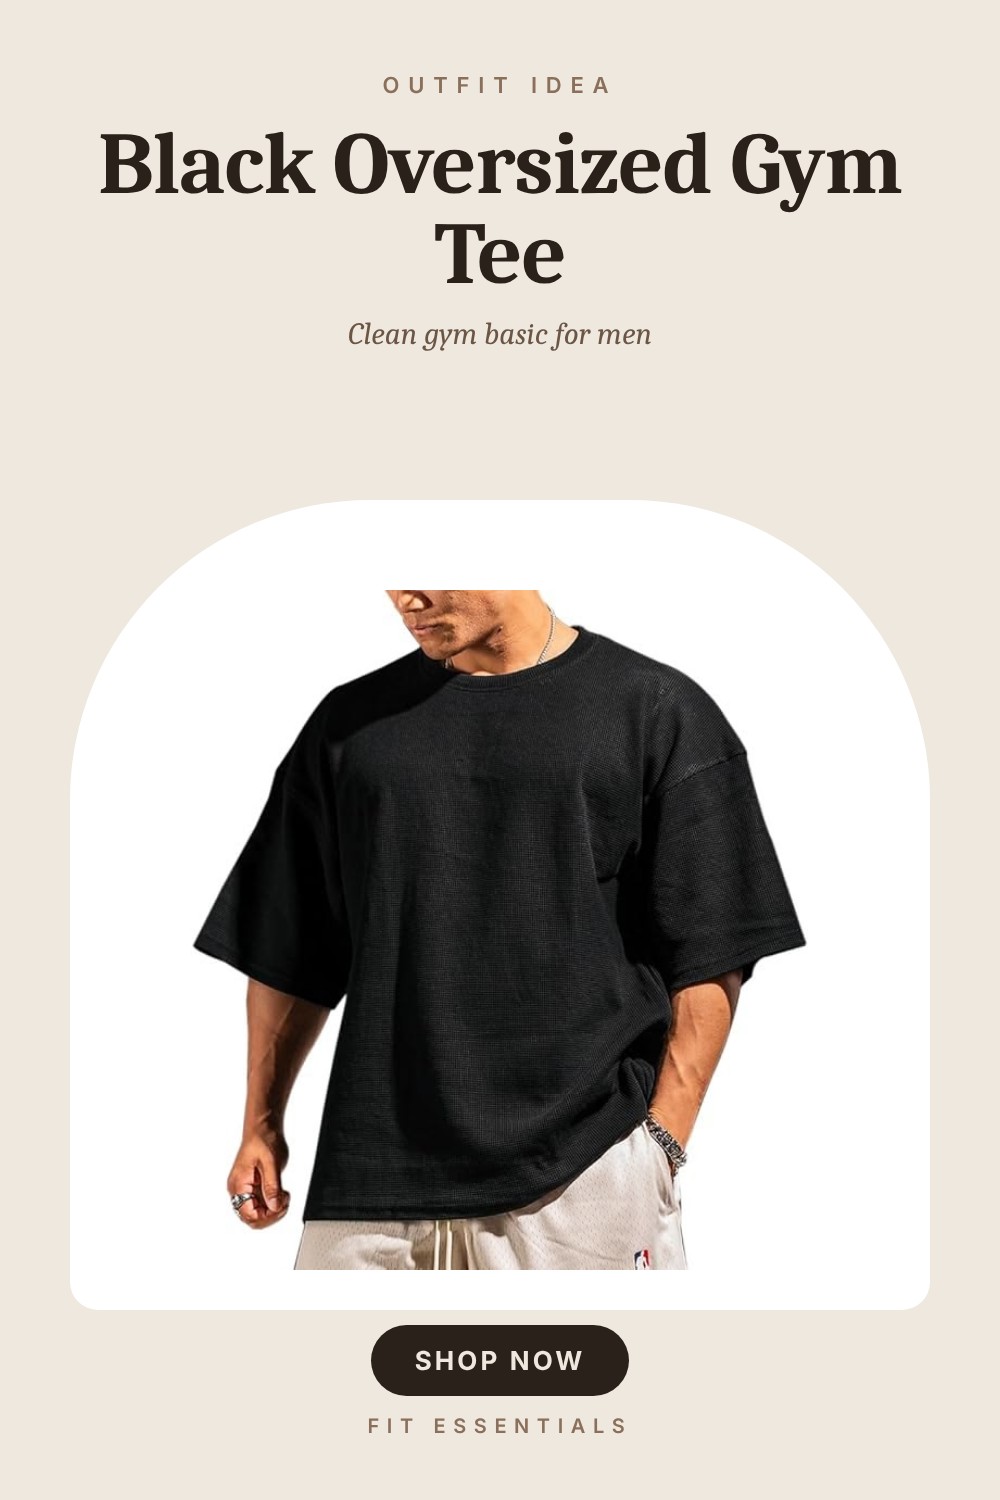 OUTFIT IDEA
Black Oversized Gym
Tee
Clean gym basic for men
SHOP NOW
FIT ESSENTIALS